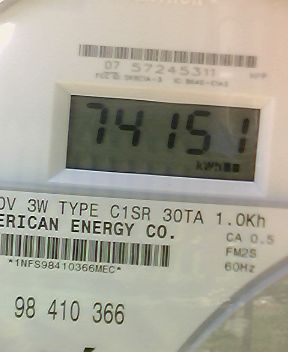 07 57245311
74151
kWh
0V 3W TYPE C1SR 30TA 1.0Kh
ERICAN ENERGY CO.
CA 0.5
FM2S
*1NFS98410366MEC*
60Hz
98 410 366